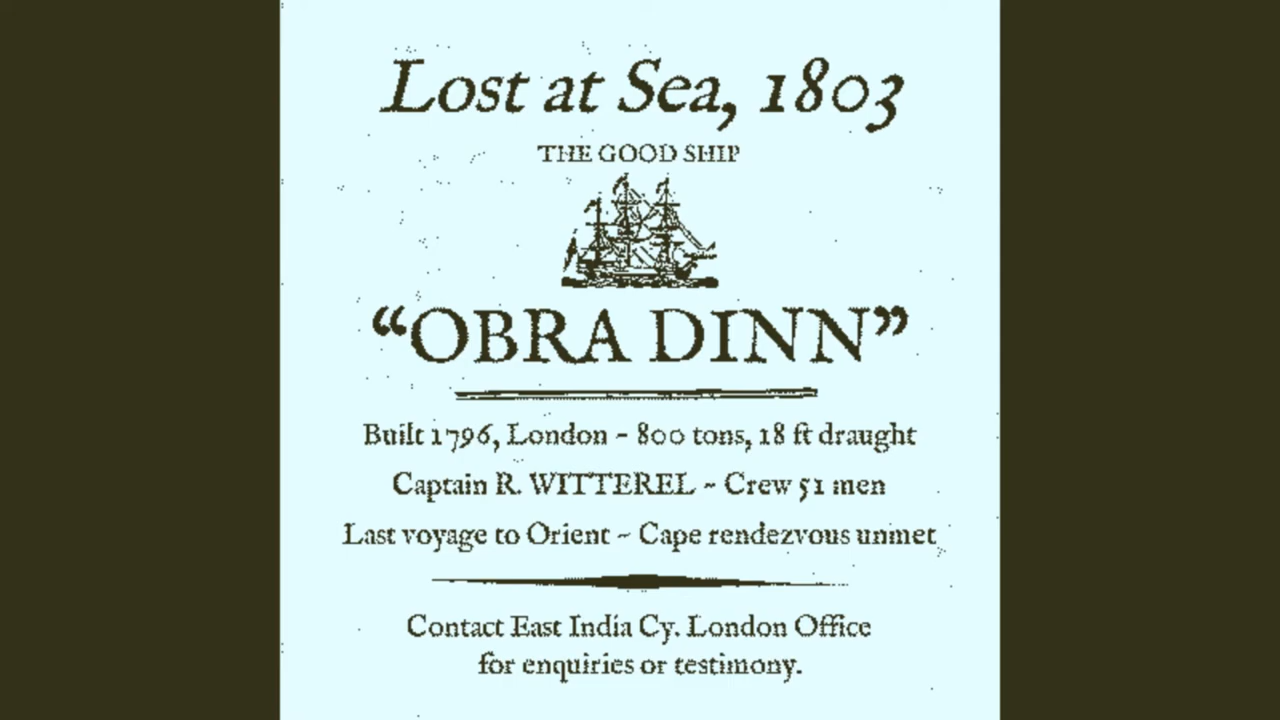 Lost at Sea, 1803
THE GOOD SHIP
“OBRA DINN”
Built 1796, London ~ 800 tons, 18 ft draught
Captain R. WITTEREL ~ Crew 51 men
Last voyage to Orient ~ Cape rendezvous unmet
Contact East India Cy. London Office
for enquiries or testimony.